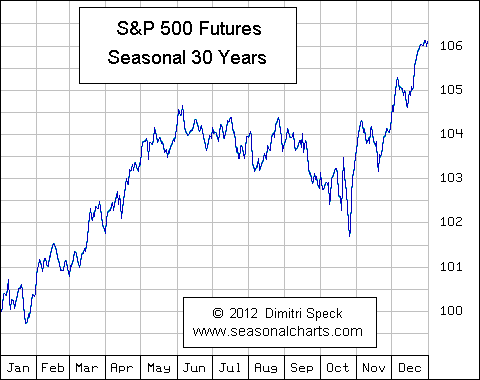 S&P 500 Futures
Seasonal 30 Years
106
105
104
103
102
101
100
© 2012 Dimitri Speck
www.seasonalcharts.com
Jan Feb Mar Apr May Jun Jul Aug Sep Oct Nov Dec